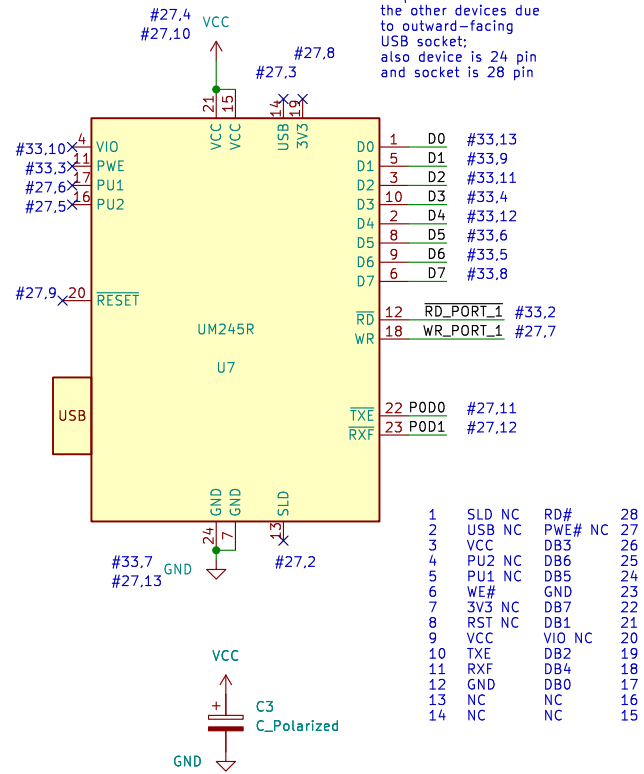 the other devices due
to outward-facing
USB socket;
also device is 24 pin
and socket is 28 pin
#27,4
#27,10
VCC
#27,8
#27,3
21
15
14
19
VCC
VCC
USB
3V3
#33,10
4
VIO
#33,3
11
PWE
#27,6
17
PU1
#27,5
16
PU2
#27,9
20
RESET
D0
1
D0
#33,13
D1
5
D1
#33,9
D2
3
D2
#33,11
D3
10
D3
#33,4
D4
2
D4
#33,12
D5
8
D5
#33,6
D6
9
D6
#33,5
D7
6
D7
#33,8
RD
12
RD_PORT_1
#33,2
WR
18
WR_PORT_1
#27,7
UM245R
U7
USB
TXE
22
P0D0
#27,11
RXF
23
P0D1
#27,12
GND
GND
SLD
24
7
13
#33,7
#27,13
GND
#27,2
1 SLD NC RD# 28
2 USB NC PWE# NC 27
3 VCC DB3 26
4 PU2 NC DB6 25
5 PU1 NC DB5 24
6 WE# GND 23
7 3V3 NC DB7 22
8 RST NC DB1 21
9 VCC VIO NC 20
10 TXE DB2 19
11 RXF DB4 18
12 GND DB0 17
13 NC NC 16
14 NC NC 15
VCC
+
C3
C_Polarized
GND